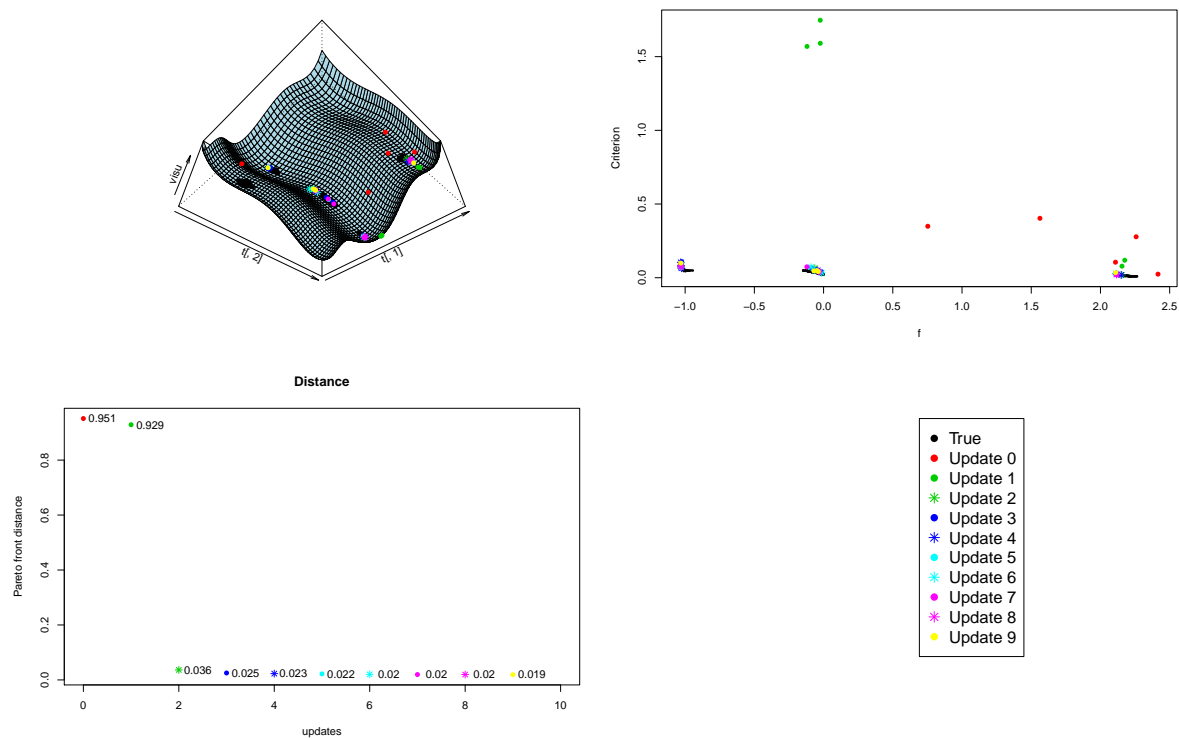 visu
t[, 2]
t[, 1]
Criterion
1.5
1.0
0.5
0.0
−1.0 −0.5 0.0 0.5 1.0 1.5 2.0 2.5
f
Distance
Pareto front distance
0.8
0.6
0.4
0.2
0.0
0.951
0.929
0.036
0.025
0.023
0.022
0.02
0.02
0.02
0.019
0 2 4 6 8 10
updates
True
Update 0
Update 1
Update 2
Update 3
Update 4
Update 5
Update 6
Update 7
Update 8
Update 9